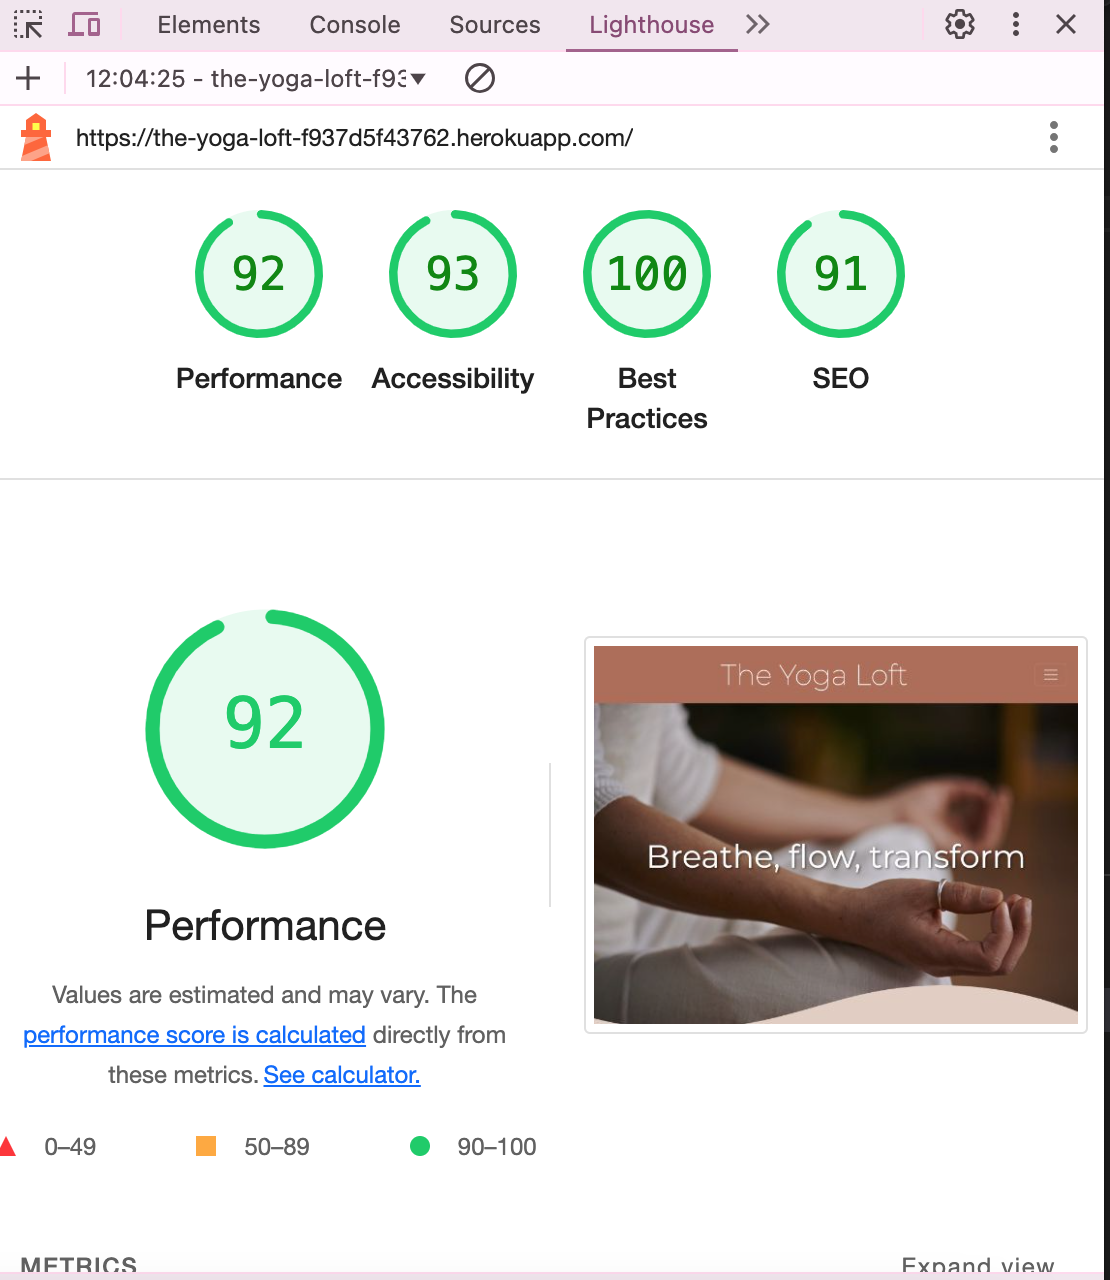 Elements Console Sources Lighthouse
12:04:25 - the-yoga-loft-f93
https://the-yoga-loft-f937d5f43762.herokuapp.com/
92 93 100 91
Performance Accessibility Best Practices SEO
92
Performance
Values are estimated and may vary. The
performance score is calculated directly from
these metrics. See calculator.
0–49 50–89 90–100
The Yoga Loft
Breathe, flow, transform
METRICS Expand view